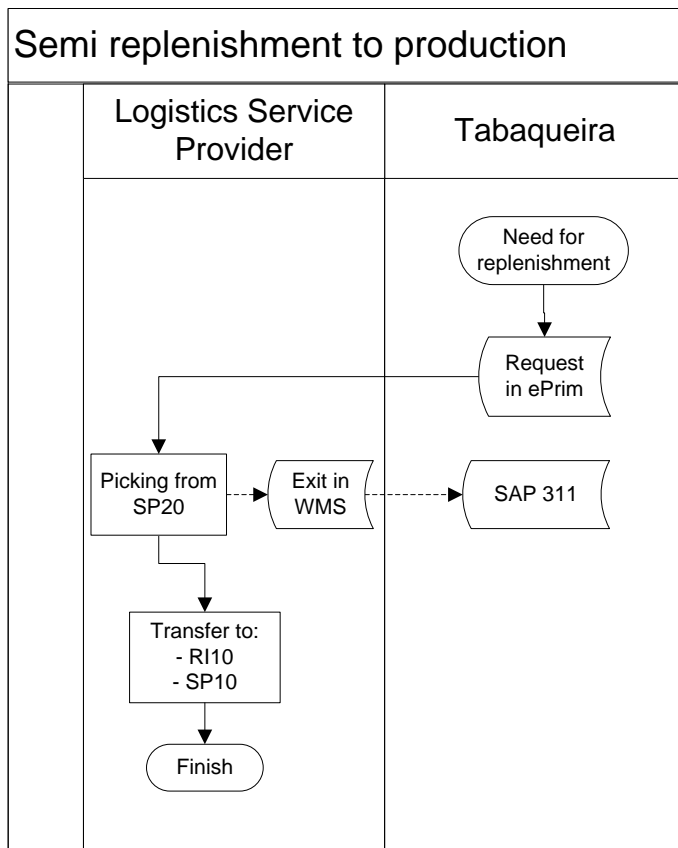 Semi replenishment to production
Logistics Service
Provider
Tabaqueira
Need for
replenishment
Request
in ePrim
Picking from
SP20
Exit in
WMS
SAP 311
Transfer to:
- RI10
- SP10
Finish